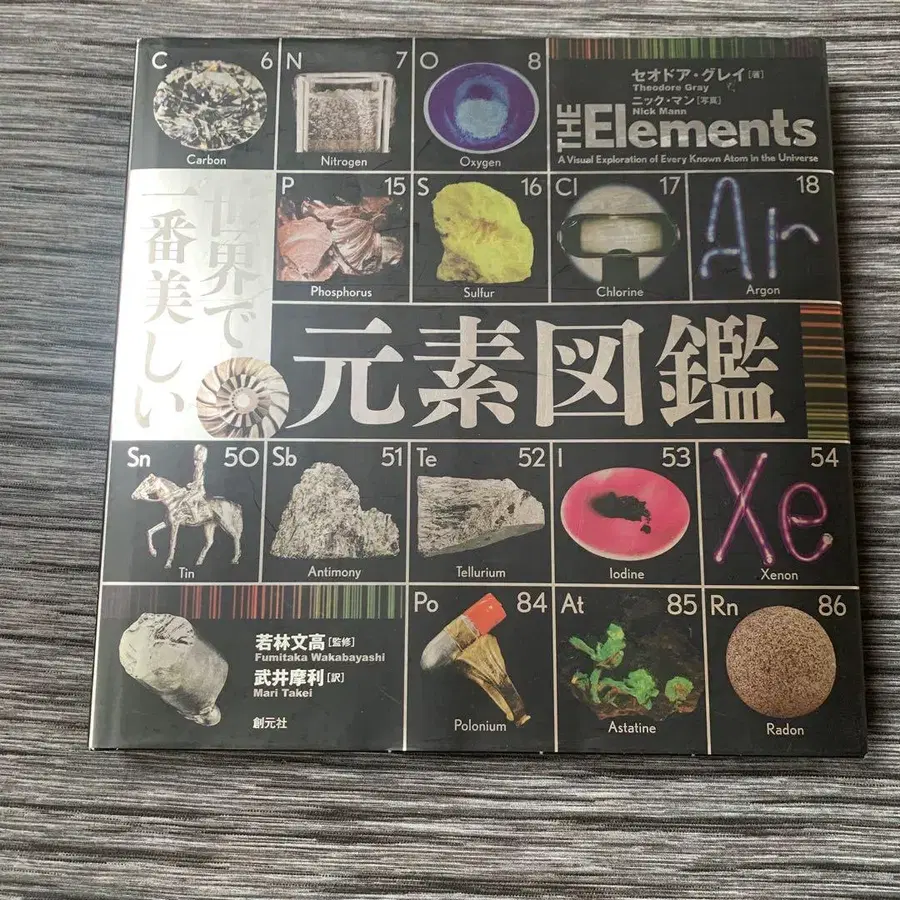 C 6
Carbon
N 7
Nitrogen
O 8
Oxygen
セオドア・グレイ[著]
Theodore Gray
ニック・マン[写真]
Nick Mann
THE Elements
A Visual Exploration of Every Known Atom in the Universe
世界で
一番美しい
P 15
Phosphorus
S 16
Sulfur
Cl 17
Chlorine
Ar 18
Argon
元素図鑑
Sn 50
Tin
Sb 51
Antimony
Te 52
Tellurium
I 53
Iodine
Xe 54
Xenon
若林文高[監修]
Fumitaka Wakabayashi
武井摩利[訳]
Mari Takei
創元社
Po 84
Polonium
At 85
Astatine
Rn 86
Radon